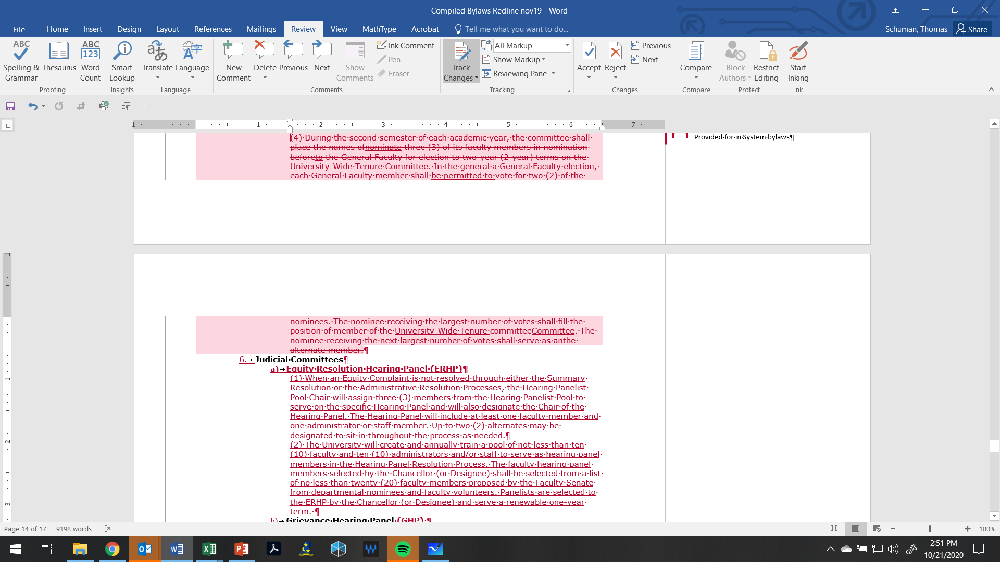 Compiled Bylaws Redline nov19 - Word
File Home Insert Design Layout References Mailings Review View MathType Acrobat Tell me what you want to do... Schuman, Thomas Share
Spelling & Grammar Thesaurus Word Count Smart Lookup Translate Language New Comment Delete Previous Next Show Comments
Ink Comment
Pen
Eraser
Track Changes
All Markup
Show Markup
Reviewing Pane
Accept Reject
Previous
Next
Compare Block Authors Restrict Editing Start Inking
Proofing Insights Language Comments Tracking Changes Compare Protect Ink
1 1 2 3 4 5 6 7
(4) During the second semester of each academic year, the committee shall
place the names ofnominate three (3) of its faculty members in nomination
beforeto the General Faculty for election to two-year (2-year) terms on the
University-Wide Tenure Committee. In the general a General Faculty election,
each General Faculty member shall be permitted to vote for two (2) of the
Provided for in System bylaws¶
nominees. The nominee receiving the largest number of votes shall fill the
position of member of the University-Wide Tenure committeeCommittee. The
nominee receiving the next largest number of votes shall serve as anthe
alternate member.¶
6. Judicial Committees¶
a) Equity Resolution Hearing Panel (ERHP)¶
(1) When an Equity Complaint is not resolved through either the Summary
Resolution or the Administrative Resolution Processes, the Hearing Panelist
Pool Chair will assign three (3) members from the Hearing Panelist Pool to
serve on the specific Hearing Panel and will also designate the Chair of the
Hearing Panel. The Hearing Panel will include at least one faculty member and
one administrator or staff member. Up to two (2) alternates may be
designated to sit in throughout the process as needed.¶
(2) The University will create and annually train a pool of not less than ten
(10) faculty and ten (10) administrators and/or staff to serve as hearing panel
members in the Hearing Panel Resolution Process. The faculty hearing panel
members selected by the Chancellor (or Designee) shall be selected from a list
of no less than twenty (20) faculty members proposed by the Faculty Senate
from departmental nominees and faculty volunteers. Panelists are selected to
the ERHP by the Chancellor (or Designee) and serve a renewable one-year
term. ¶
b) Grievance Hearing Panel (GHP) ¶
Page 14 of 17 9198 words 100%
2:51 PM
10/21/2020